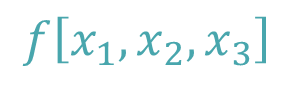 f[x₁, x₂, x₃]